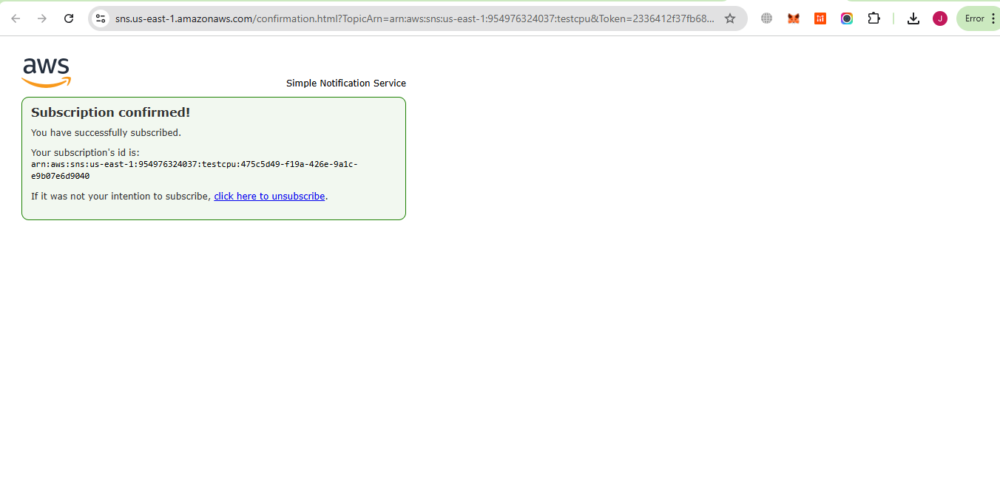 sns.us-east-1.amazonaws.com/confirmation.html?TopicArn=arn:aws:sns:us-east-1:954976324037:testcpu&Token=2336412f37fb68...
J
Error
aws
Simple Notification Service
Subscription confirmed!
You have successfully subscribed.
Your subscription's id is:
arn:aws:sns:us-east-1:954976324037:testcpu:475c5d49-f19a-426e-9a1c-
e9b07e6d9040
If it was not your intention to subscribe, click here to unsubscribe.